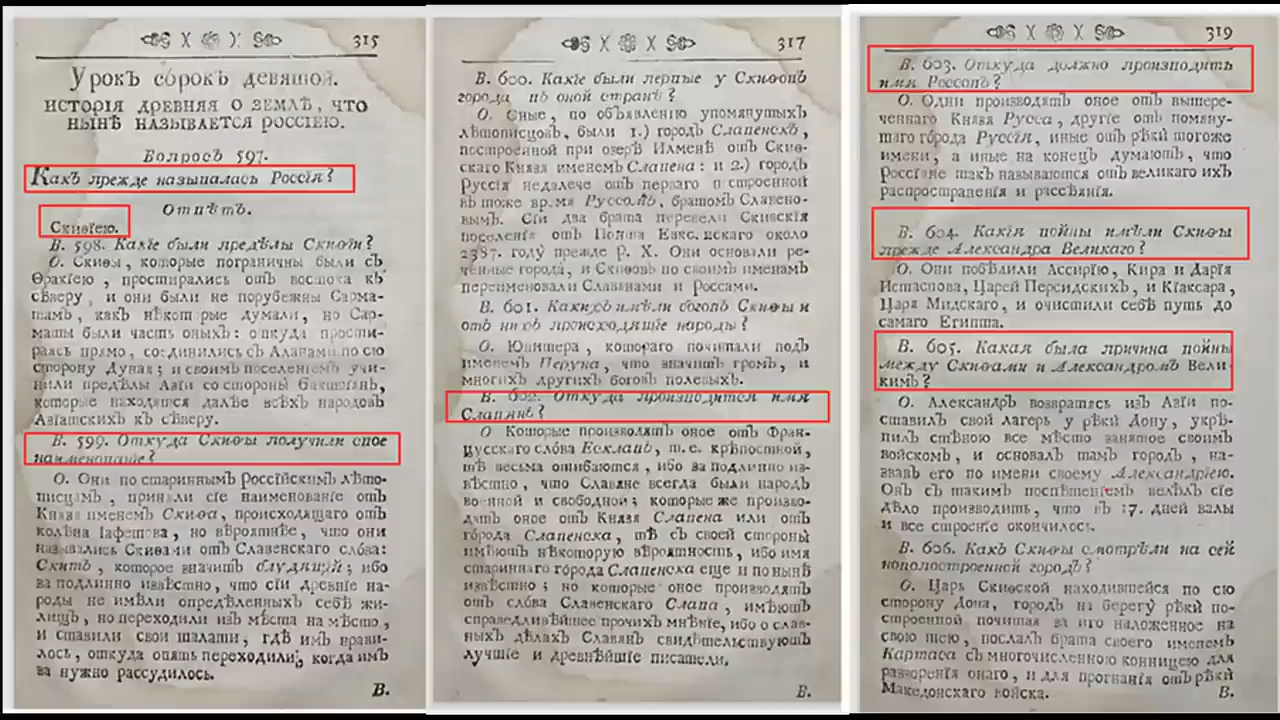 315
Урокъ сорокъ девятой.
ИСТОРІЯ ДРЕВНЯЯ О ЗЕМЛѢ, ЧТО
НЫНѢ НАЗЫВАЕТСЯ РОССІЕЮ.
Вопросъ 597.
Какъ прежде называлась Россія?
Отвѣтъ.
Скиѳіею.
В. 598. Какіе были предѣлы Скиѳіи?
О. Скиѳы, которые пограничны были съ
Ѳракіею, простирались отъ востока къ
сѣверу, и они были не порубежны Сарма-
тамъ, какъ нѣкоторые думали, но Сар-
маты были часть оныхъ: откуда прости-
раясь прямо, соединились съ Аланами по сю
сторону Дуная; и своимъ поселеніемъ учи-
нили предѣлы Азіи со стороны
которые находятся далѣе всѣхъ народовъ
Азіатскихъ къ сѣверу.
В. 599. Откуда Скиѳы получили свое
наименованіе?
О. Они по стариннымъ Россійскимъ лѣто-
писцамъ, приняли сіе наименованіе отъ
Князя именемъ Скиѳа, происходящаго отъ
колѣна Іафетова, но вѣроятнѣе, что они
назывались Скиѳами отъ Славенскаго слова:
Скитъ, которое значитъ блудящій; ибо
за подлинно извѣстно, что сіи древніе на-
роды не имѣли опредѣленныхъ себѣ жи-
лищъ, но переходили изъ мѣста на мѣсто,
и ставили свои шалаши, гдѣ имъ нрави-
лось, откуда опять переходили, когда имъ
за нужно разсудилось.
В.
317
В. 600. Какіе были первые у Скиѳовъ
города въ оной странѣ?
О. Оные, по объявленію упомянутыхъ
лѣтописцовъ, были 1.) городъ Славенскъ,
построенной при озерѣ Илменѣ отъ Скиѳ-
скаго Князя именемъ Славена: и 2.) городъ
Руссія недалече отъ перваго построенной
въ тоже время Руссомъ, братомъ Славено-
вымъ. Сіи два брата перевели Скиѳскія
поселенія отъ Понта Евксинскаго около
2387. году прежде Р. Х. Они основали ре-
ченные города, и Скиѳовъ по своимъ именамъ
переименовали Славянами и Россами.
В. 601. Какихъ имѣли боговъ Скиѳы и
отъ нихъ происходящіе народы?
О. Юпитера, котораго почитали подъ
именемъ Перуна, что значитъ громъ, и
многихъ другихъ боговъ полевыхъ.
В. 602. Откуда производится имя
Славянъ?
О Которые производятъ оное отъ Фран-
цускаго слова Есклавъ, т. е. крѣпостной,
тѣ весьма ошибаются, ибо за подлинно из-
вѣстно, что Славяне всегда были народъ
военной и свободной; которые же произво-
дятъ оное отъ Князя Славена или отъ
города Славенска, тѣ съ своей стороны
имѣютъ нѣкоторую вѣроятность, ибо имя
стариннаго города Славенска еще и по нынѣ
извѣстно; но которые оное производятъ
отъ слова Славенскаго Слава, имѣютъ
справедливѣйшее прочихъ мнѣніе, ибо о слав-
ныхъ дѣлахъ Славянъ свидѣтельствуютъ
лучшіе и древнѣйшіе писатели.
В.
319
В. 603. Откуда должно производить
имя Россовъ?
О. Одни производятъ оное отъ вышере-
ченнаго Князя Русса, другіе отъ помяну-
таго города Руссія, иные отъ рѣки тогоже
имени, а иные на конецъ думаютъ, что
Россіяне такъ называются отъ великаго ихъ
распространенія и разсѣянія.
В. 604. Какія войны имѣли Скиѳы
прежде Александра Великаго?
О. Они побѣдили Ассирію, Кира и Дарія
Истаспова, Царей Персидскихъ, и Кіаксара,
Царя Мидскаго, и очистили себѣ путь до
самаго Египта.
В. 605. Какая была причина войны
между Скиѳами и Александромъ Вели-
кимъ?
О. Александръ возвратясь изъ Азіи по-
ставилъ свой лагерь у рѣки Дону, укрѣ-
пилъ стѣною все мѣсто занятое своимъ
войскомъ, и основалъ тамъ городъ, на-
звавъ его по имени своему Александріею.
Онъ съ такимъ поспѣшеніемъ велѣлъ сіе
дѣло производить, что въ 17. дней валы
и все строеніе окончилось.
В. 606. Какъ Скиѳы смотрѣли на сей
новопостроенной городъ?
О. Царь Скиѳской находившейся по сю
сторону Дона, городъ на берегу рѣки по-
строенной почитая за иго наложенное на
свою шею, послалъ брата своего именемъ
Картаса съ многочисленною конницею для
разоренія онаго, и для прогнанія отъ рѣки
Македонскаго войска.
В.